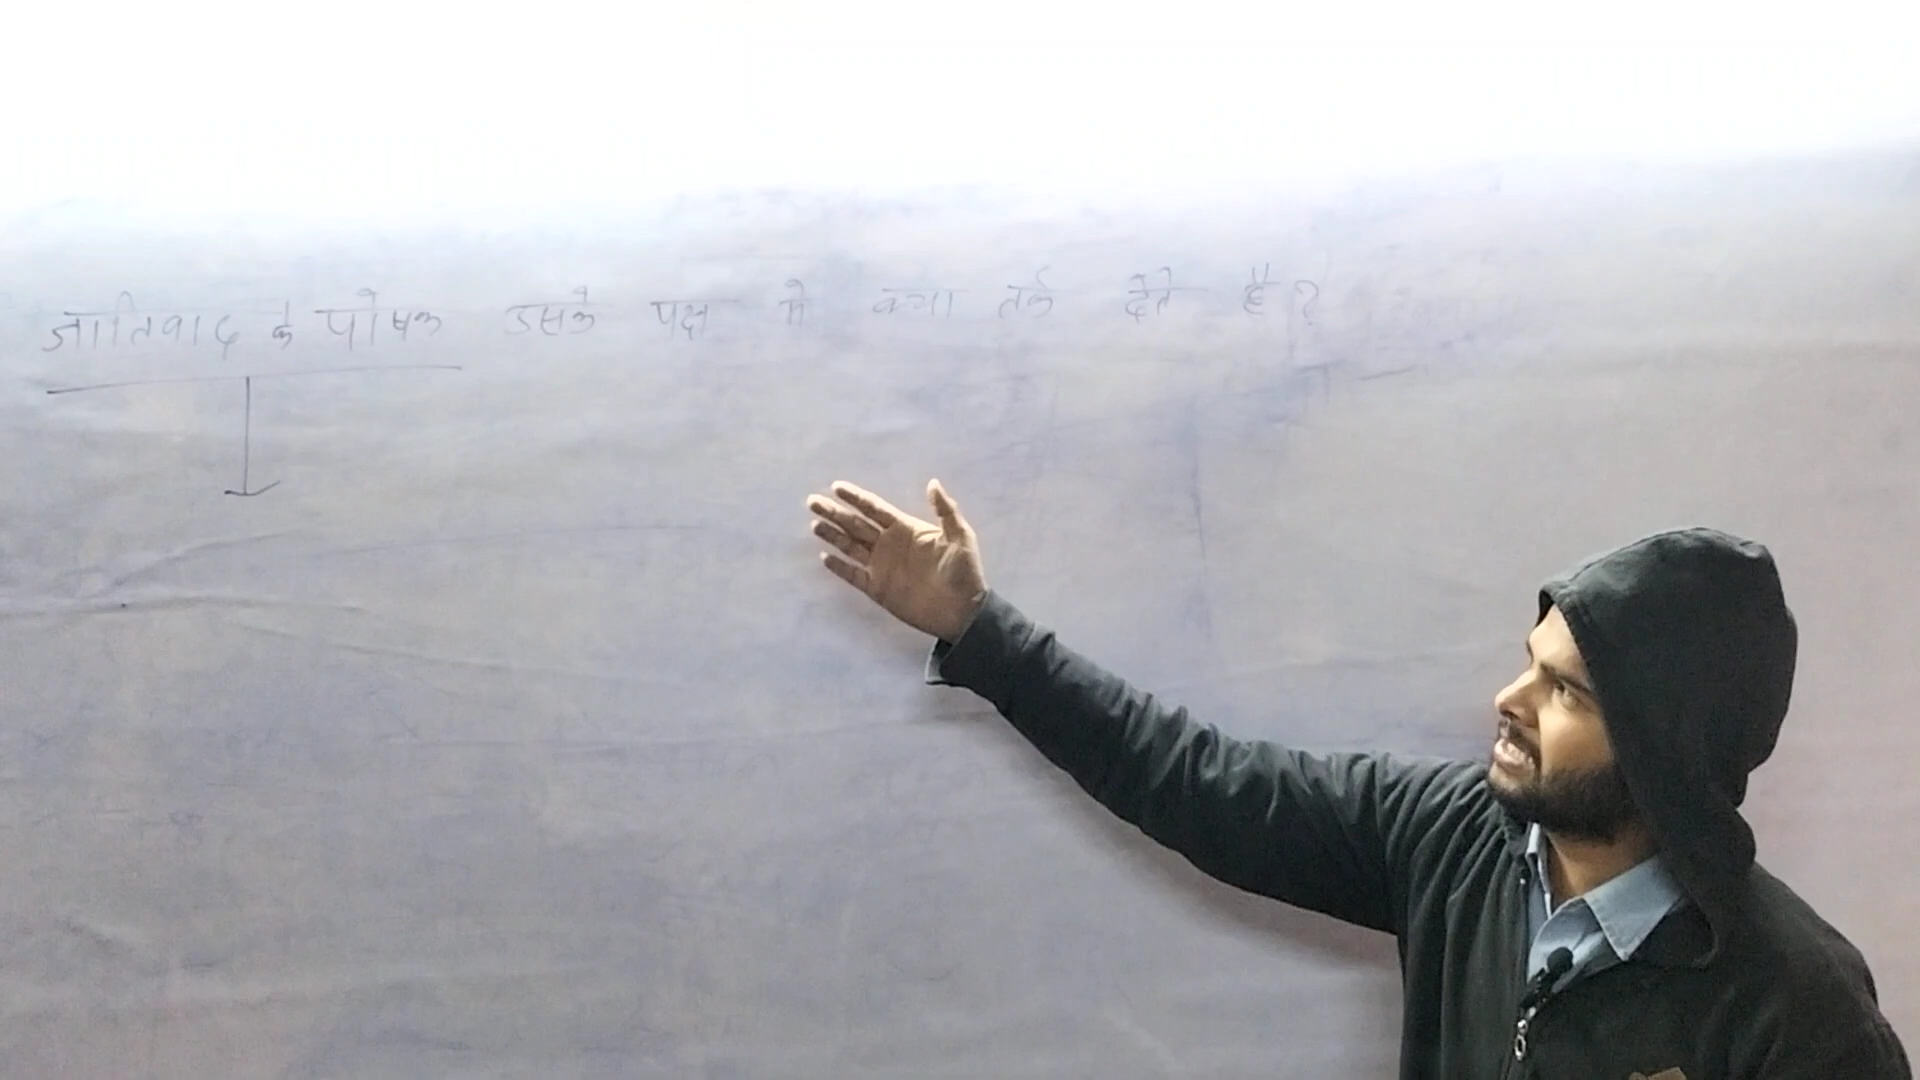 जातिवाद के पोषक उसके पक्ष मे क्या तर्क देते है ?